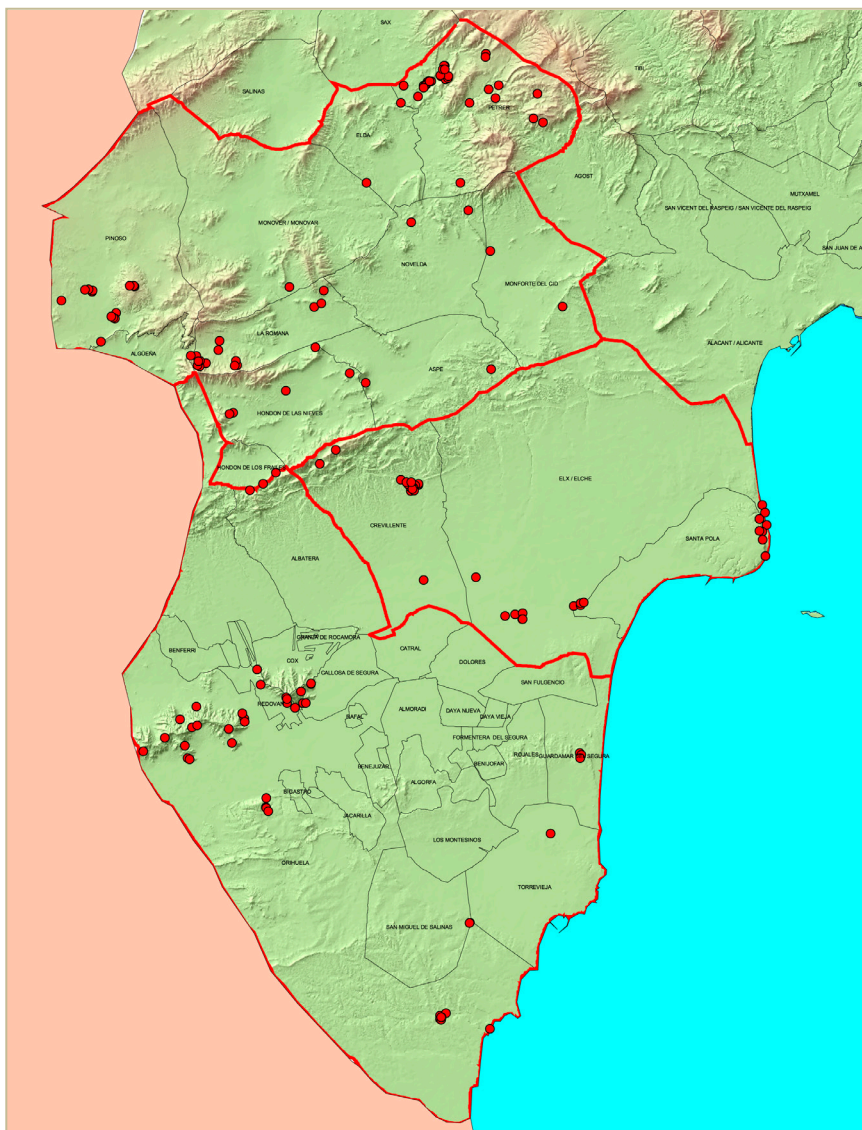 SAX
TIBI
SALINAS
PETRER
ELDA
AGOST
MUTXAMEL
SAN VICENT DEL RASPEIG / SAN VICENTE DEL RASPEIG
MONOVER / MONOVAR
PINOSO
SAN JUAN DE A
NOVELDA
MONFORTE DEL CID
LA ROMANA
ALACANT / ALICANTE
ALGUEÑA
ASPE
HONDON DE LAS NIEVES
HONDON DE LOS FRAILES
ELX / ELCHE
CREVILLENTE
SANTA POLA
ALBATERA
GRANJA DE ROCAMORA
BENFERRI
CATRAL
COX
DOLORES
CALLOSA DE SEGURA
SAN FULGENCIO
REDOVAN
ALMORADI
DAYA NUEVA
RAFAL
DAYA VIEJA
FORMENTERA DEL SEGURA
ROJALES
GUARDAMAR DEL SEGURA
BENEJUZAR
BENIJOFAR
ALGORFA
BIGASTRO
JACARILLA
LOS MONTESINOS
ORIHUELA
TORREVIEJA
SAN MIGUEL DE SALINAS